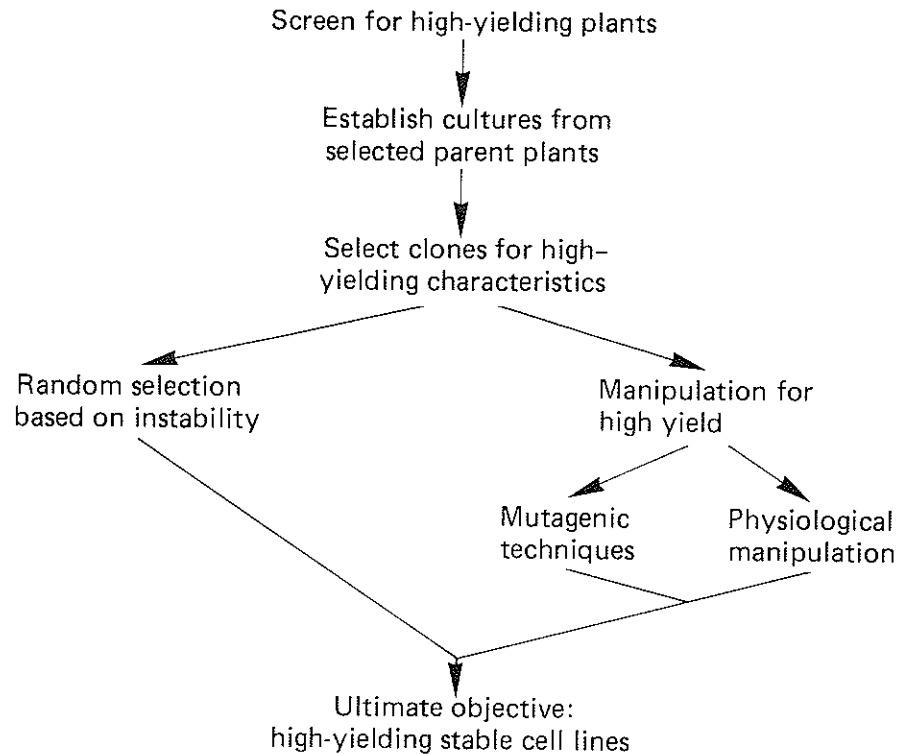 Screen for high-yielding plants
Establish cultures from
selected parent plants
Select clones for high-
yielding characteristics
Random selection
based on instability
Manipulation for
high yield
Mutagenic
techniques
Physiological
manipulation
Ultimate objective:
high-yielding stable cell lines